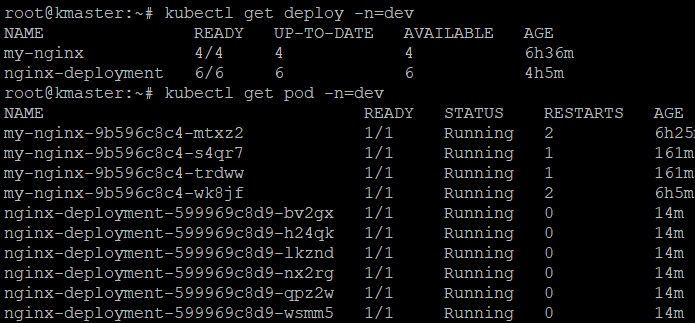 root@kmaster:~# kubectl get deploy -n=dev
NAME READY UP-TO-DATE AVAILABLE AGE
my-nginx 4/4 4 4 6h36m
nginx-deployment 6/6 6 6 4h5m
root@kmaster:~# kubectl get pod -n=dev
NAME READY STATUS RESTARTS AGE
my-nginx-9b596c8c4-mtxz2 1/1 Running 2 6h25m
my-nginx-9b596c8c4-s4qr7 1/1 Running 1 161m
my-nginx-9b596c8c4-trdww 1/1 Running 1 161m
my-nginx-9b596c8c4-wk8jf 1/1 Running 2 6h5m
nginx-deployment-599969c8d9-bv2gx 1/1 Running 0 14m
nginx-deployment-599969c8d9-h24qk 1/1 Running 0 14m
nginx-deployment-599969c8d9-lkznd 1/1 Running 0 14m
nginx-deployment-599969c8d9-nx2rg 1/1 Running 0 14m
nginx-deployment-599969c8d9-qpz2w 1/1 Running 0 14m
nginx-deployment-599969c8d9-wsmm5 1/1 Running 0 14m